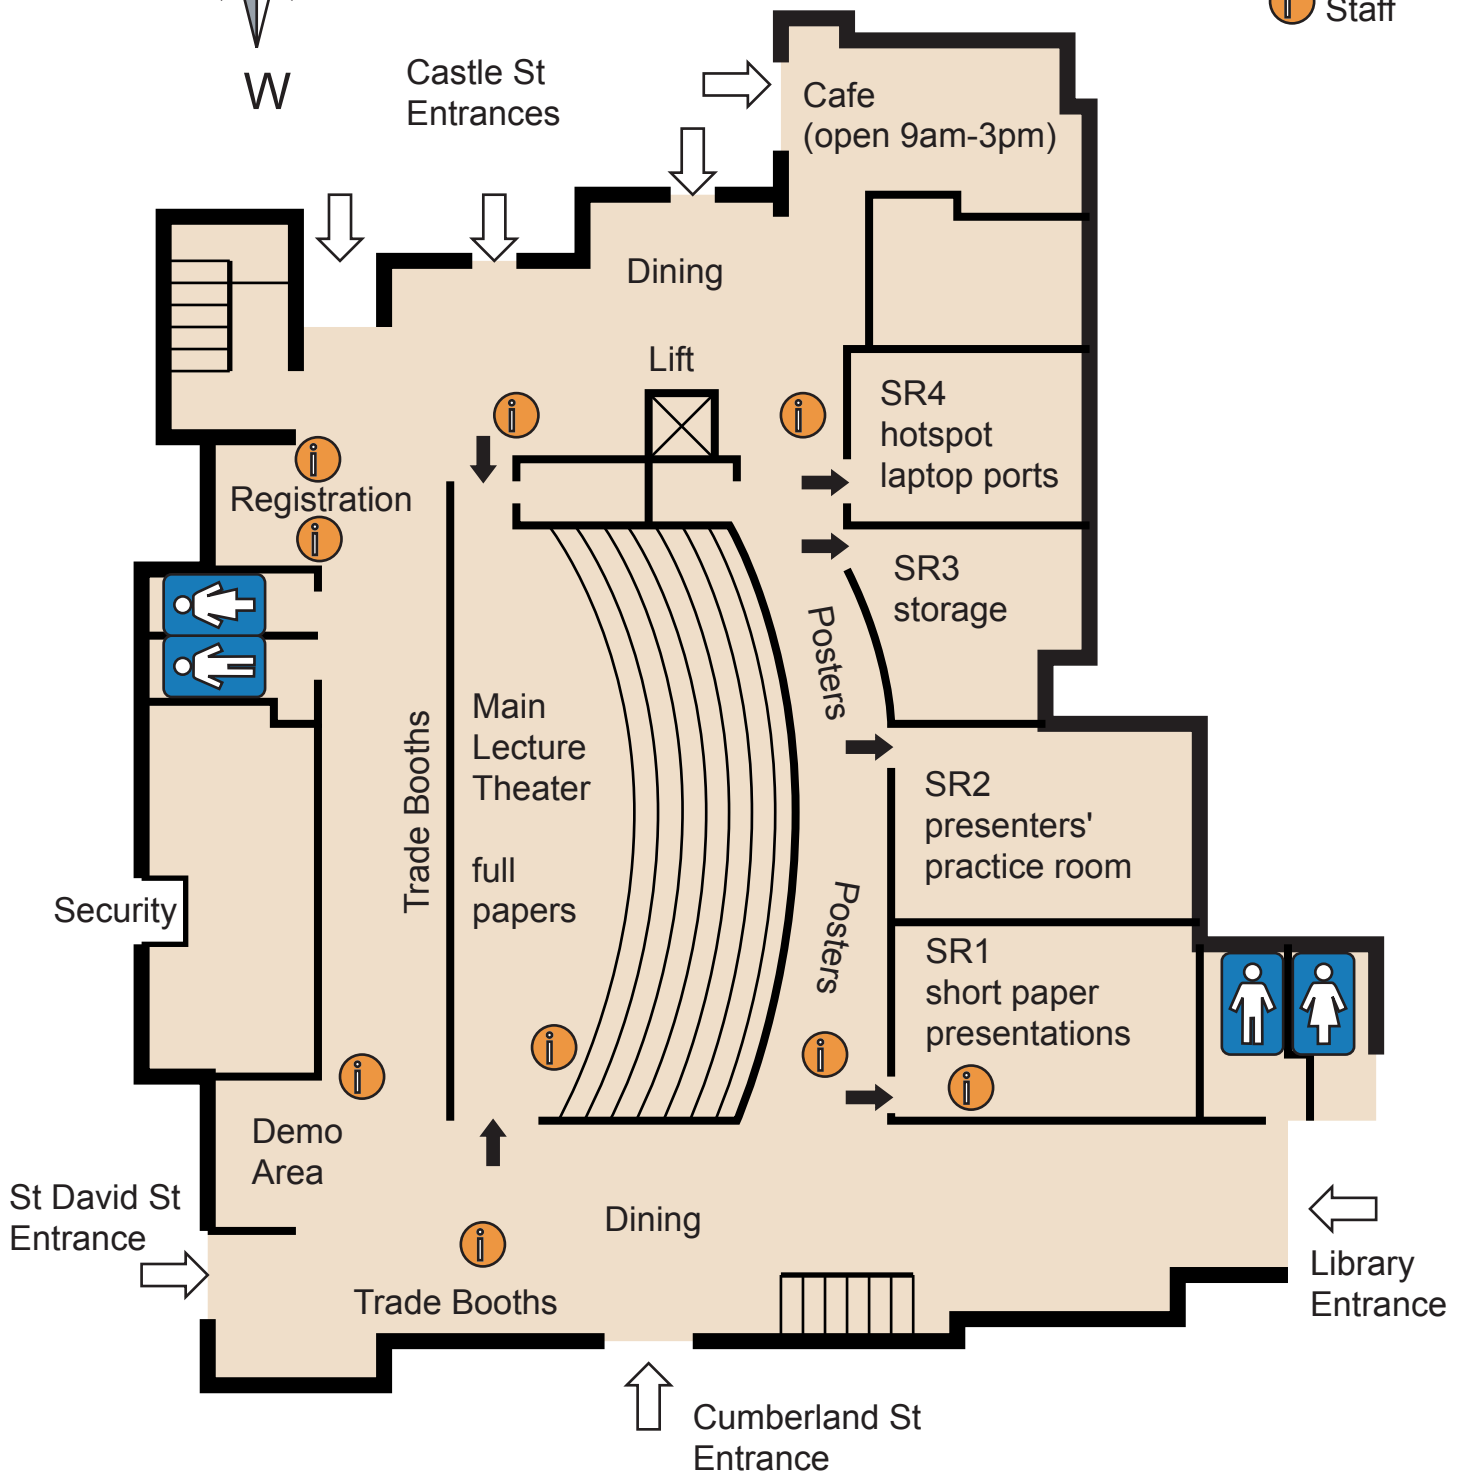 Staff
W
Castle St
Entrances
Cafe
(open 9am-3pm)
Dining
Lift
SR4
hotspot
laptop ports
Registration
SR3
storage
Posters
Main
Lecture
Theater
full
papers
Trade Booths
SR2
presenters'
practice room
Security
Posters
SR1
short paper
presentations
Demo
Area
St David St
Entrance
Dining
Trade Booths
Library
Entrance
Cumberland St
Entrance